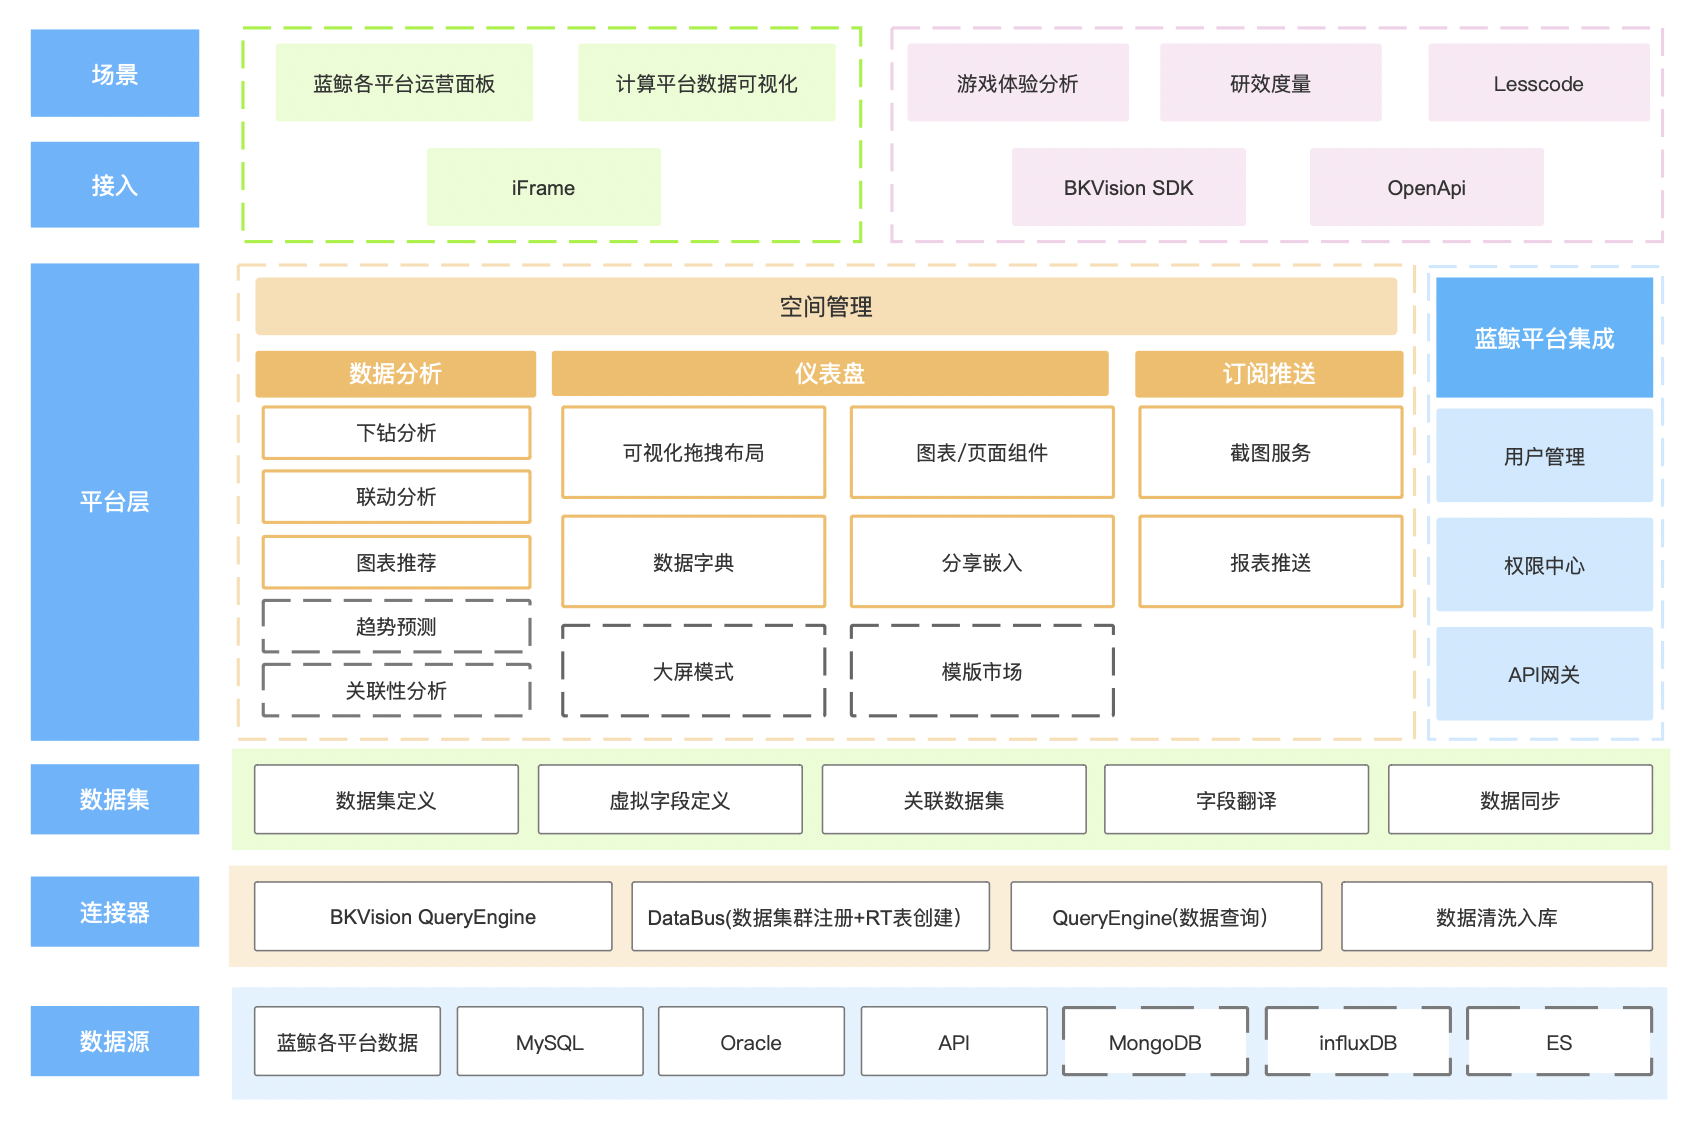 场景
蓝鲸各平台运营面板
计算平台数据可视化
游戏体验分析
研效度量
Lesscode
接入
iFrame
BKVision SDK
OpenApi
平台层
空间管理
数据分析
下钻分析
联动分析
图表推荐
趋势预测
关联性分析
仪表盘
可视化拖拽布局
图表/页面组件
数据字典
分享嵌入
大屏模式
模版市场
订阅推送
截图服务
报表推送
蓝鲸平台集成
用户管理
权限中心
API网关
数据集
数据集定义
虚拟字段定义
关联数据集
字段翻译
数据同步
连接器
BKVision QueryEngine
DataBus(数据集群注册+RT表创建）
QueryEngine(数据查询）
数据清洗入库
数据源
蓝鲸各平台数据
MySQL
Oracle
API
MongoDB
influxDB
ES